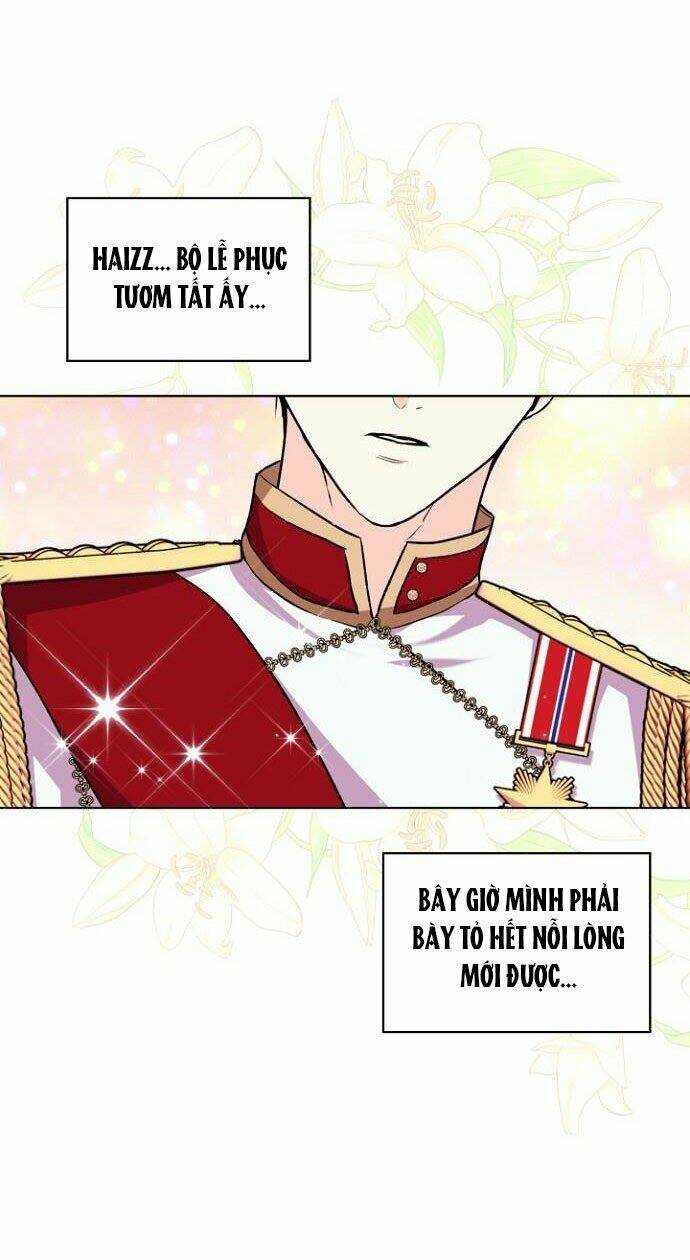 HAIZZ... BỘ LỄ PHỤC
TƯƠM TẤT ẤY...
BÂY GIỜ MÌNH PHẢI
BÀY TỎ HẾT NỖI LÒNG
MỚI ĐƯỢC...